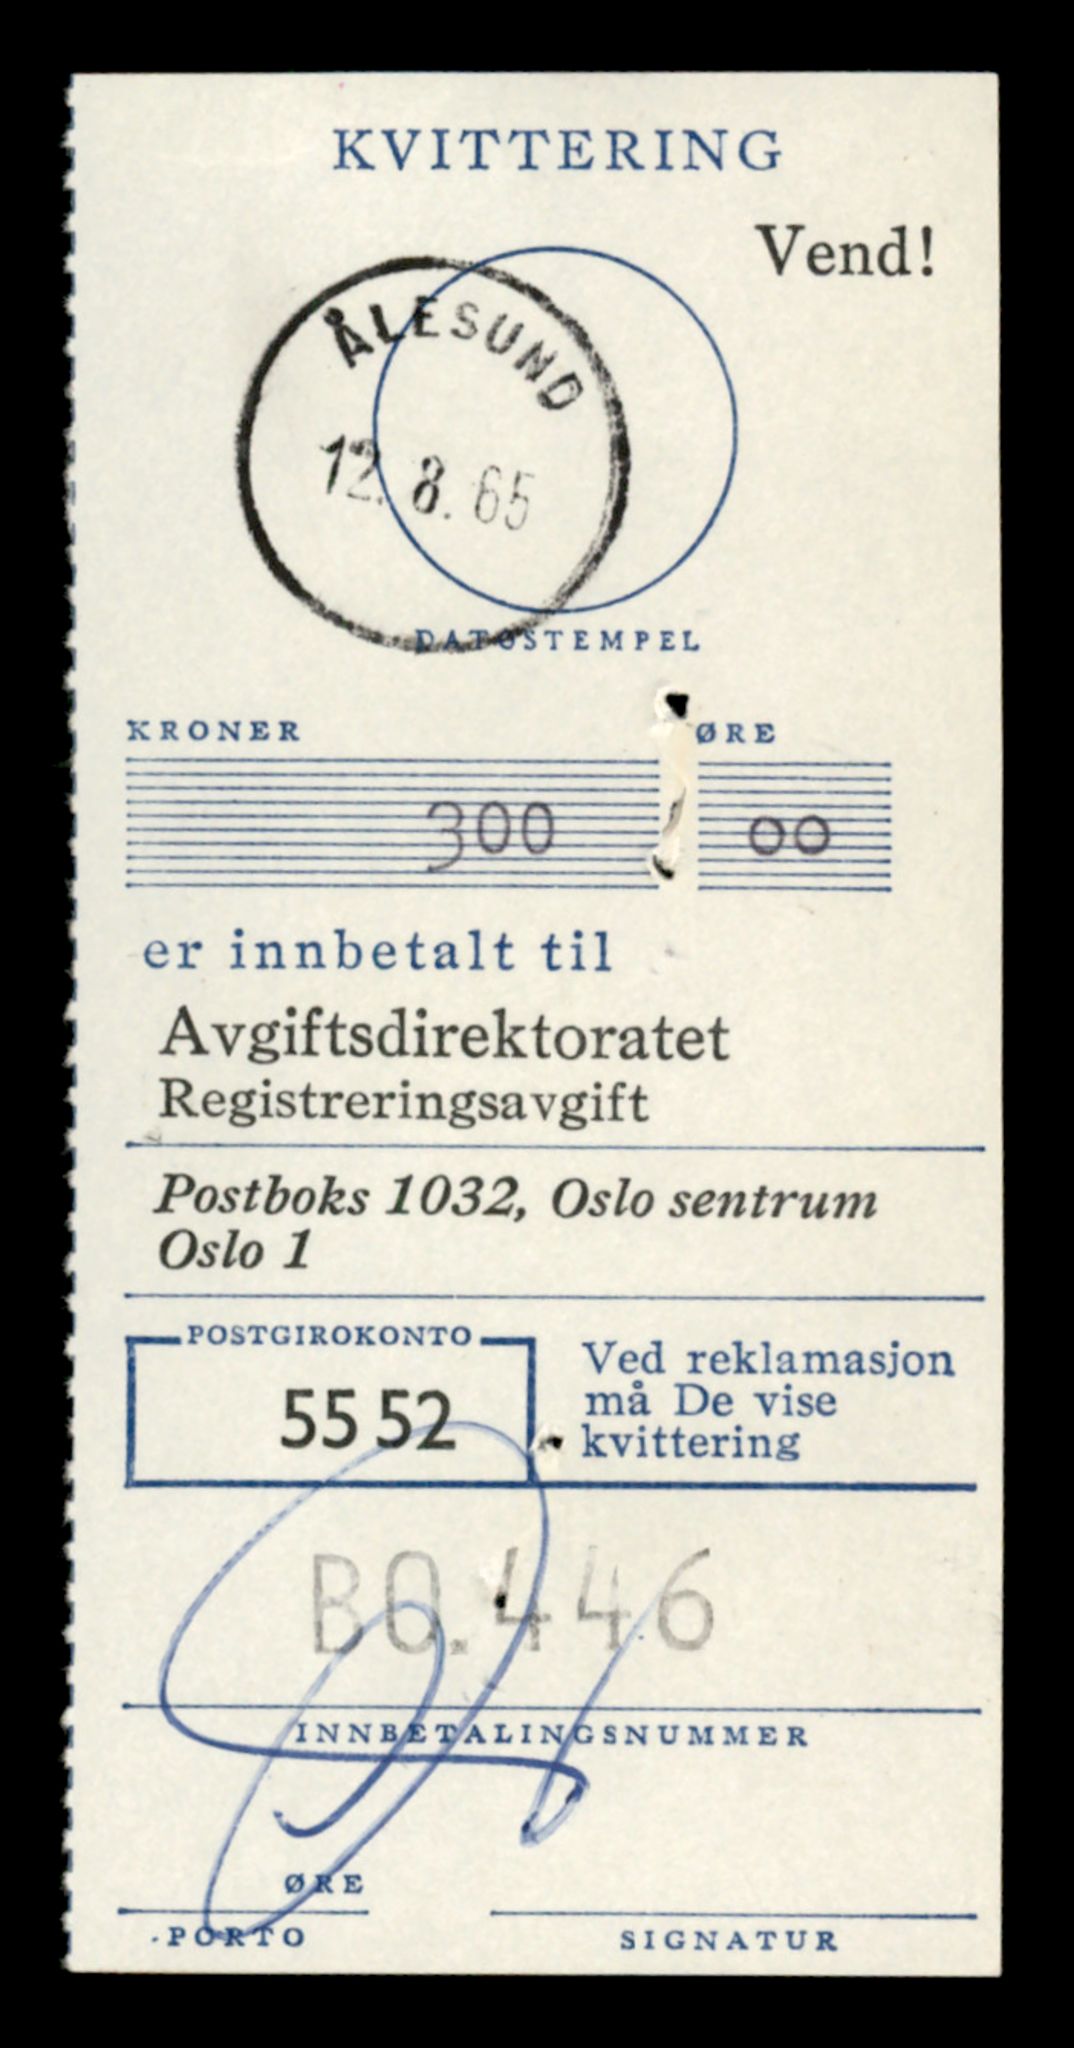 KVITTERING
Vend!
ÅLESUND
12.8.65
DATOSTEMPEL
KRONER ØRE
300 00
er innbetalt til
Avgiftsdirektoratet
Registreringsavgift
Postboks 1032, Oslo sentrum
Oslo 1
POSTGIROKONTO
55 52
Ved reklamasjon
må De vise
kvittering
B0.446
INNBETALINGSNUMMER
ØRE
PORTO
SIGNATUR